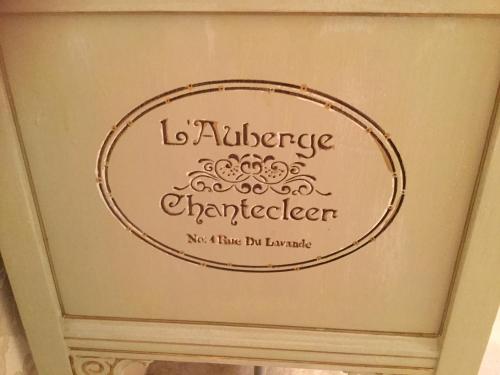 L'Auberge
Chantecleer
No: 4 Rue Du Lavande